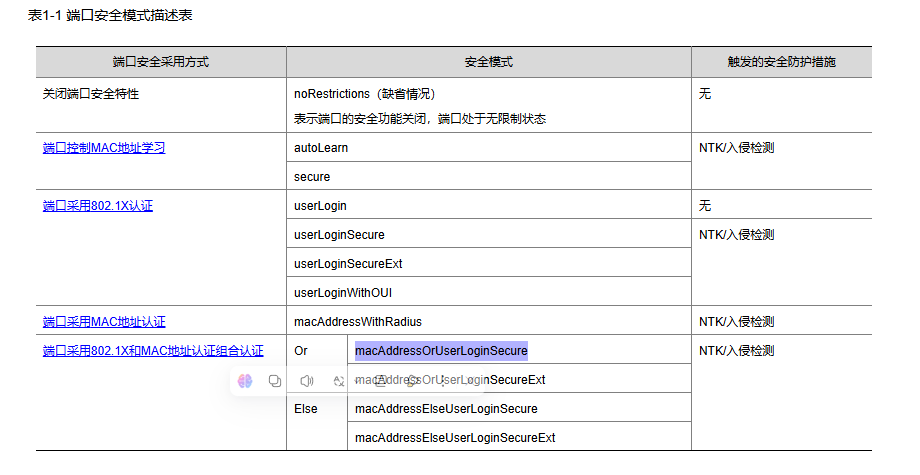 表1-1 端口安全模式描述表
端口安全采用方式 安全模式 触发的安全防护措施
关闭端口安全特性 noRestrictions（缺省情况） 无
表示端口的安全功能关闭，端口处于无限制状态
端口控制MAC地址学习 autoLearn NTK/入侵检测
secure
端口采用802.1X认证 userLogin 无
userLoginSecure NTK/入侵检测
userLoginSecureExt
userLoginWithOUI
端口采用MAC地址认证 macAddressWithRadius NTK/入侵检测
端口采用802.1X和MAC地址认证组合认证 Or macAddressOrUserLoginSecure NTK/入侵检测
macAddressOrUserLoginSecureExt
Else macAddressElseUserLoginSecure
macAddressElseUserLoginSecureExt